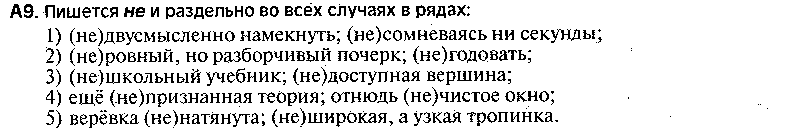 А9. Пишется не и раздельно во всех случаях в рядах:
1) (не)двусмысленно намекнуть; (не)сомневаясь ни секунды;
2) (не)ровный, но разборчивый почерк; (не)годовать;
3) (не)школьный учебник; (не)доступная вершина;
4) ещё (не)признанная теория; отнюдь (не)чистое окно;
5) верёвка (не)натянута; (не)широкая, а узкая тропинка.